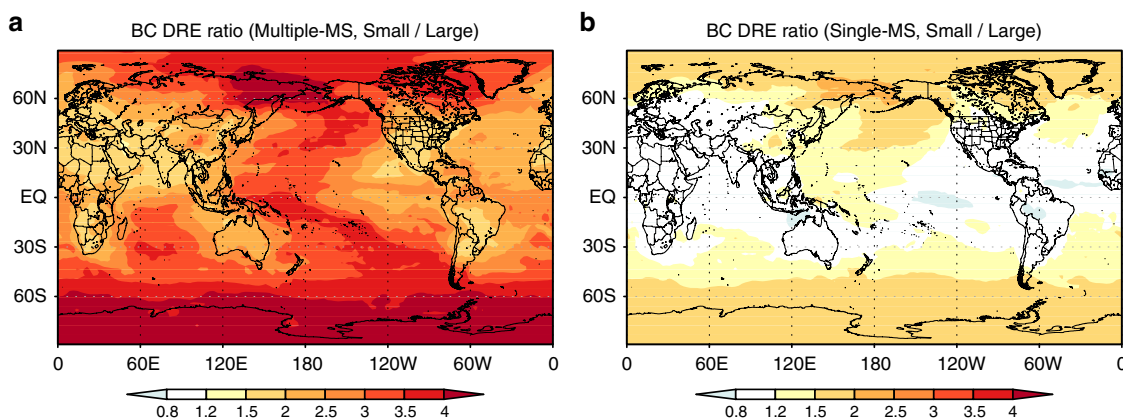 a
BC DRE ratio (Multiple-MS, Small / Large)
60N
30N
EQ
30S
60S
0 60E 120E 180 120W 60W 0
0.8 1.2 1.5 2 2.5 3 3.5 4
b
BC DRE ratio (Single-MS, Small / Large)
60N
30N
EQ
30S
60S
0 60E 120E 180 120W 60W 0
0.8 1.2 1.5 2 2.5 3 3.5 4